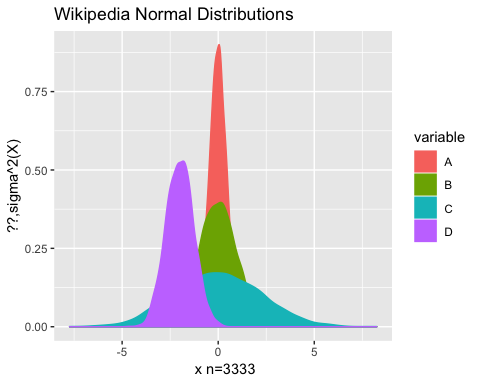 Wikipedia Normal Distributions
??,sigma^2(X)
0.75
0.50
0.25
0.00
-5
0
5
x n=3333
variable
A
B
C
D